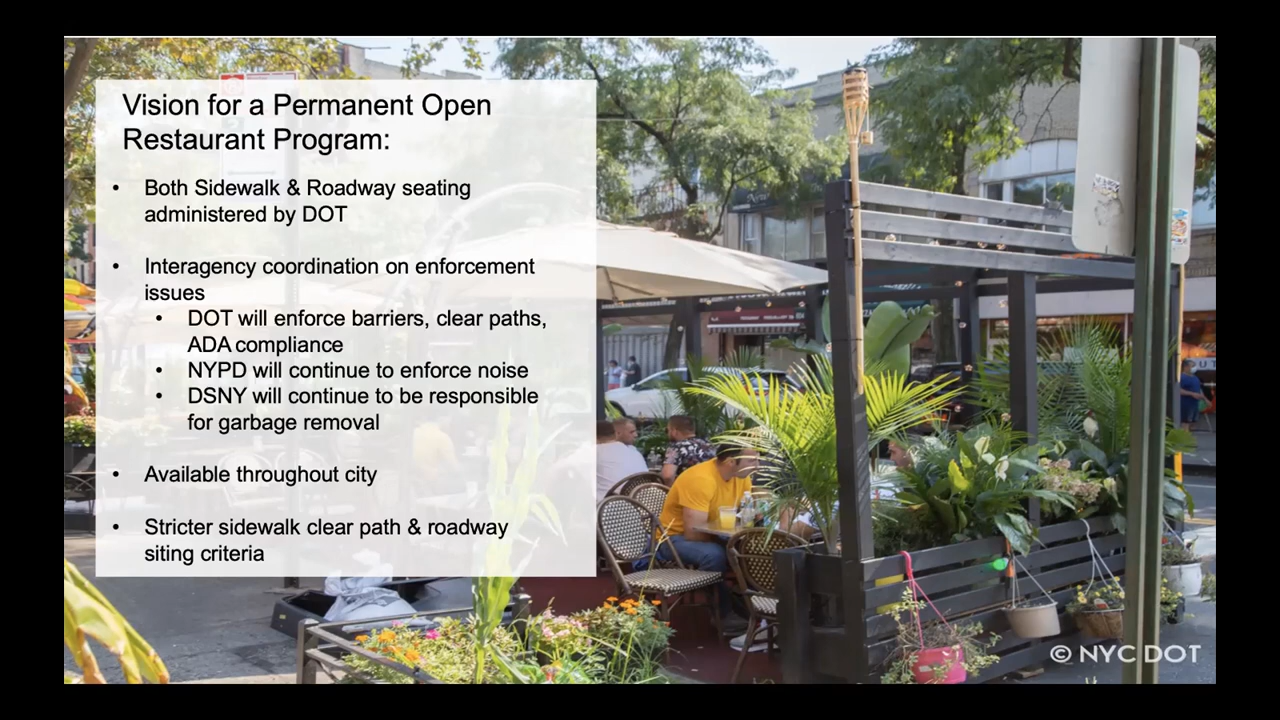 Vision for a Permanent Open
Restaurant Program:
• Both Sidewalk & Roadway seating
administered by DOT
• Interagency coordination on enforcement
issues
• DOT will enforce barriers, clear paths,
ADA compliance
• NYPD will continue to enforce noise
• DSNY will continue to be responsible
for garbage removal
• Available throughout city
• Stricter sidewalk clear path & roadway
siting criteria
© NYC DOT